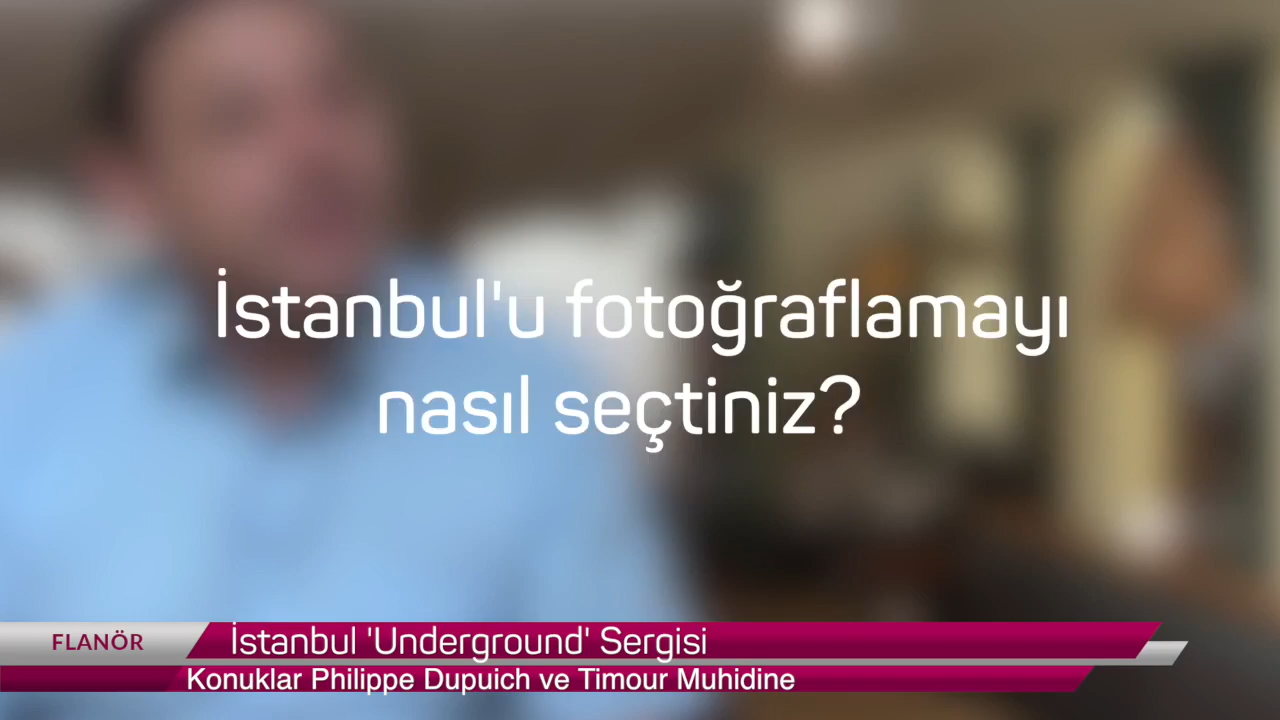 İstanbul'u fotoğraflamayı
nasıl seçtiniz?
FLANÖR
İstanbul 'Underground' Sergisi
Konuklar Philippe Dupuich ve Timour Muhidine